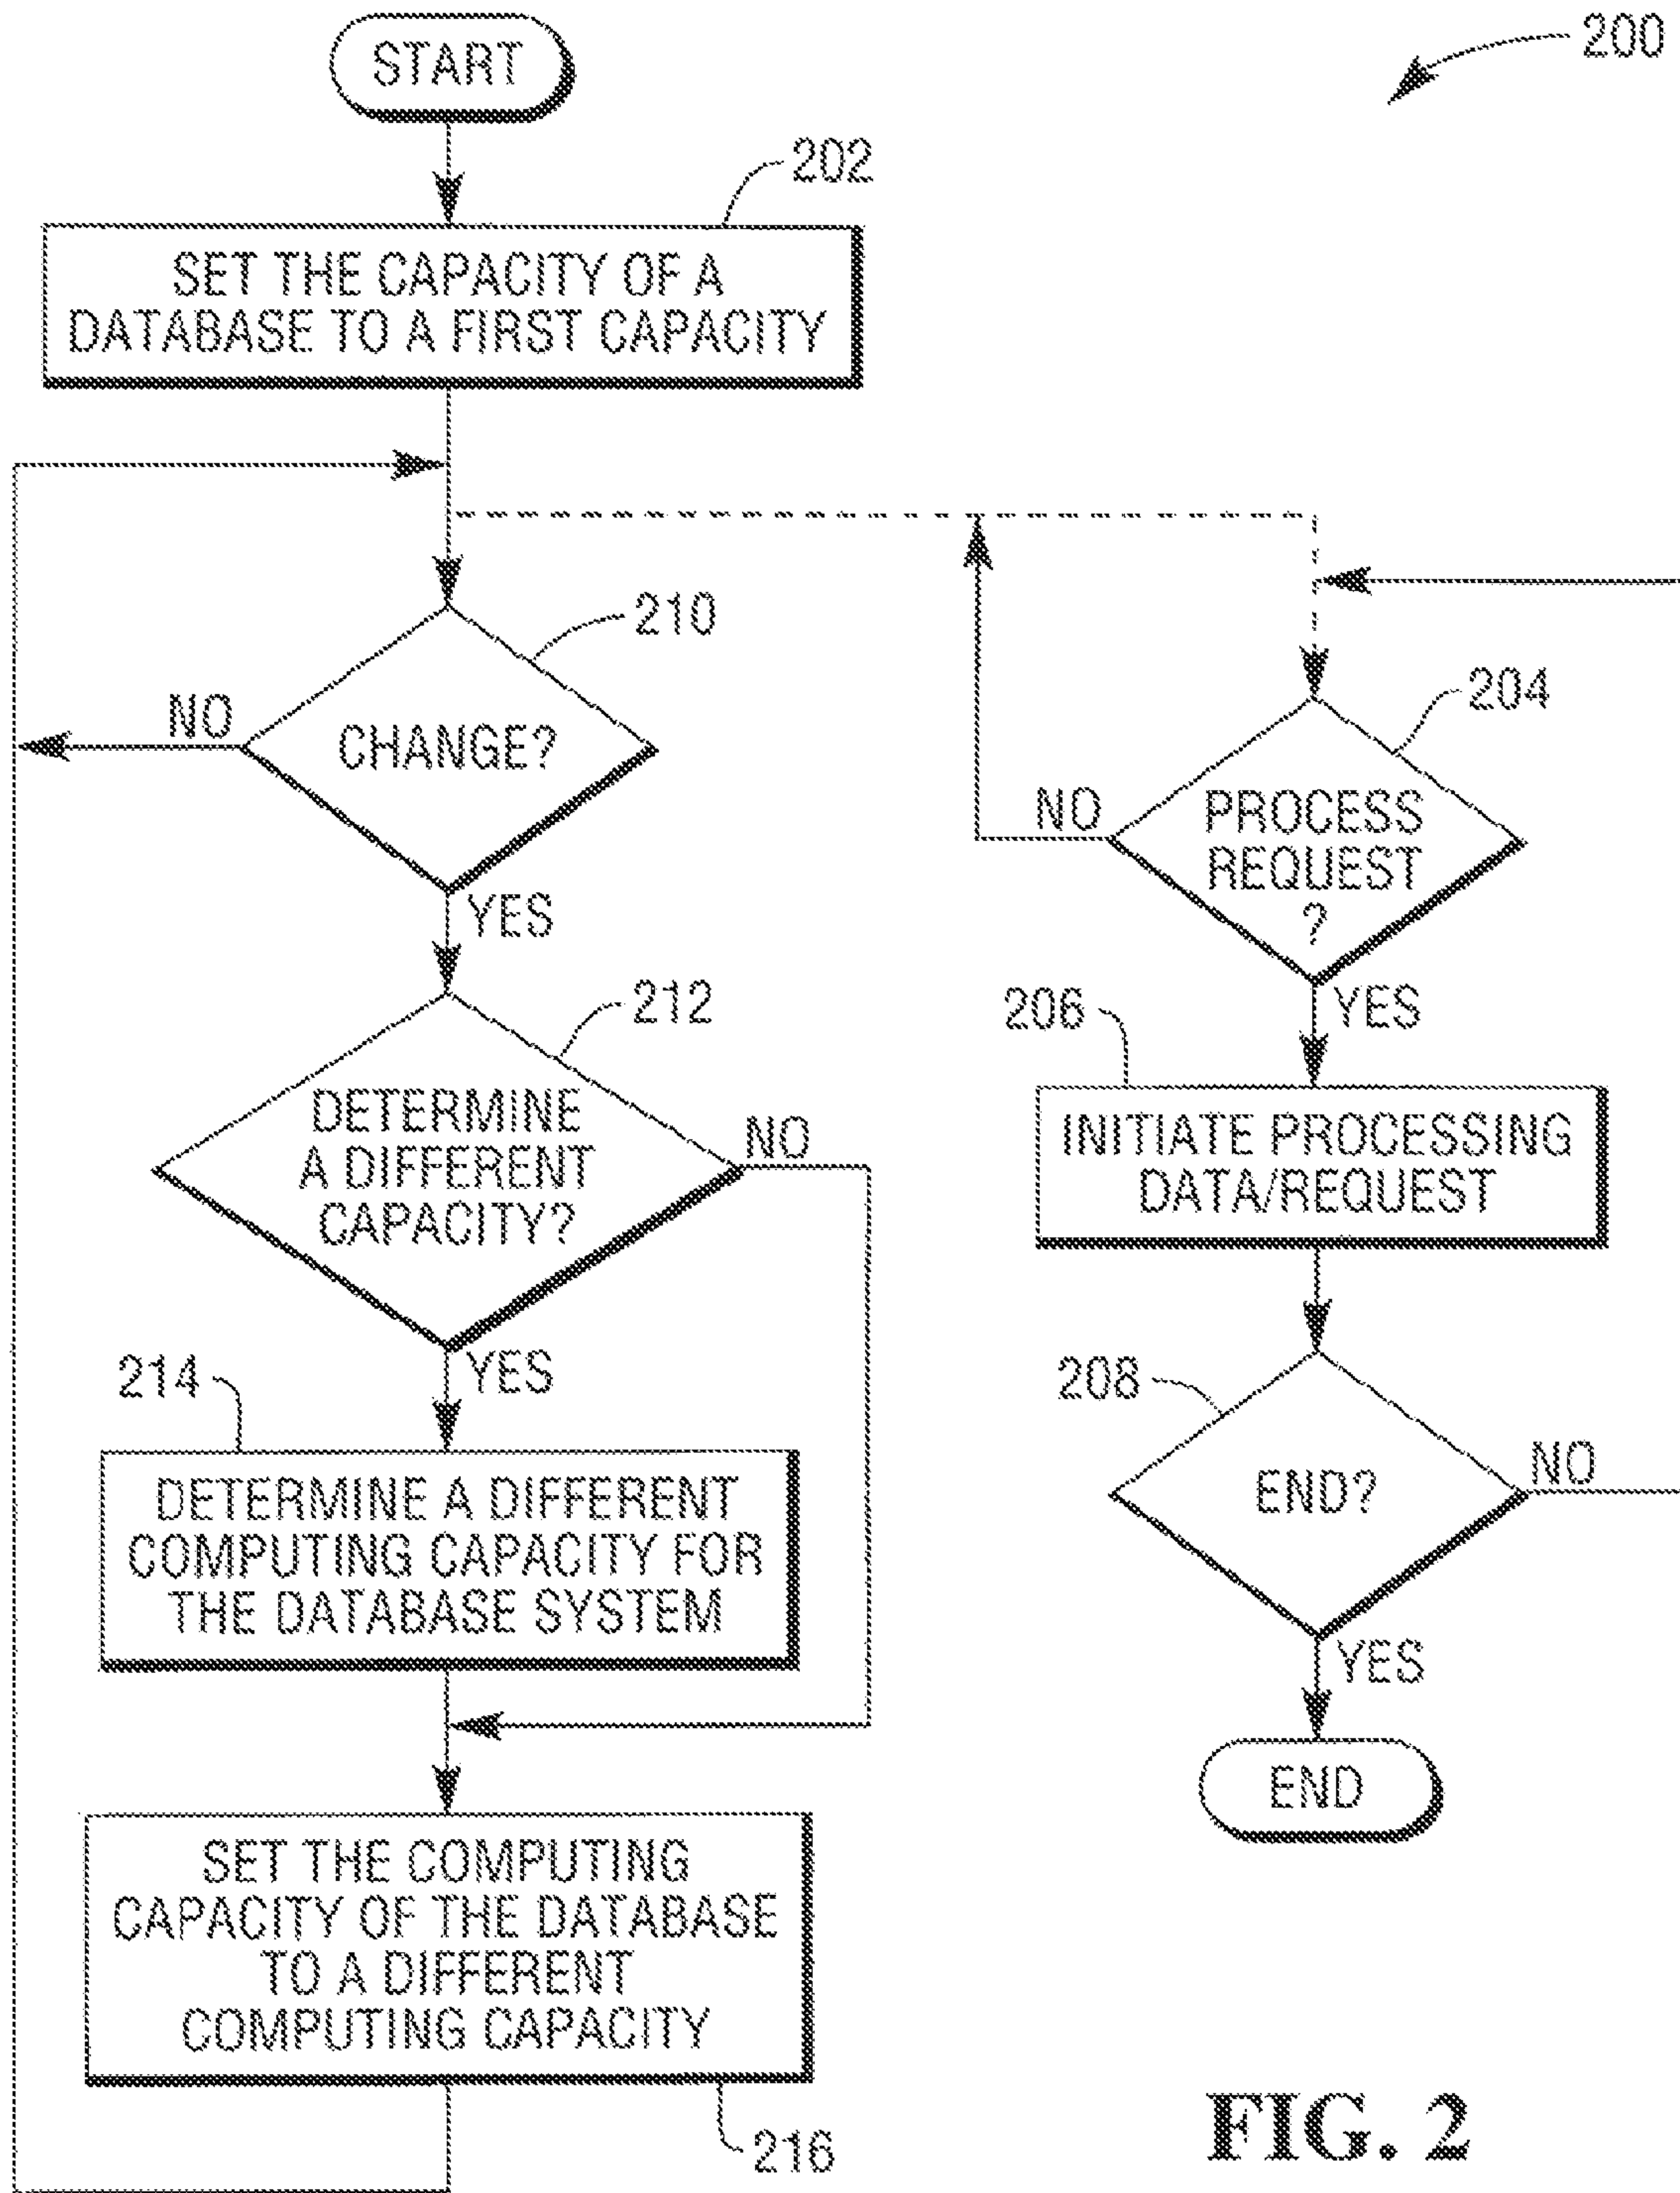 START
200
202
SET THE CAPACITY OF A
DATABASE TO A FIRST CAPACITY
210
CHANGE?
NO
YES
204
PROCESS
REQUEST
?
NO
YES
212
DETERMINE
A DIFFERENT
CAPACITY?
NO
YES
206
INITIATE PROCESSING
DATA/REQUEST
214
DETERMINE A DIFFERENT
COMPUTING CAPACITY FOR
THE DATABASE SYSTEM
208
END?
NO
YES
END
SET THE COMPUTING
CAPACITY OF THE DATABASE
TO A DIFFERENT
COMPUTING CAPACITY
216
FIG. 2